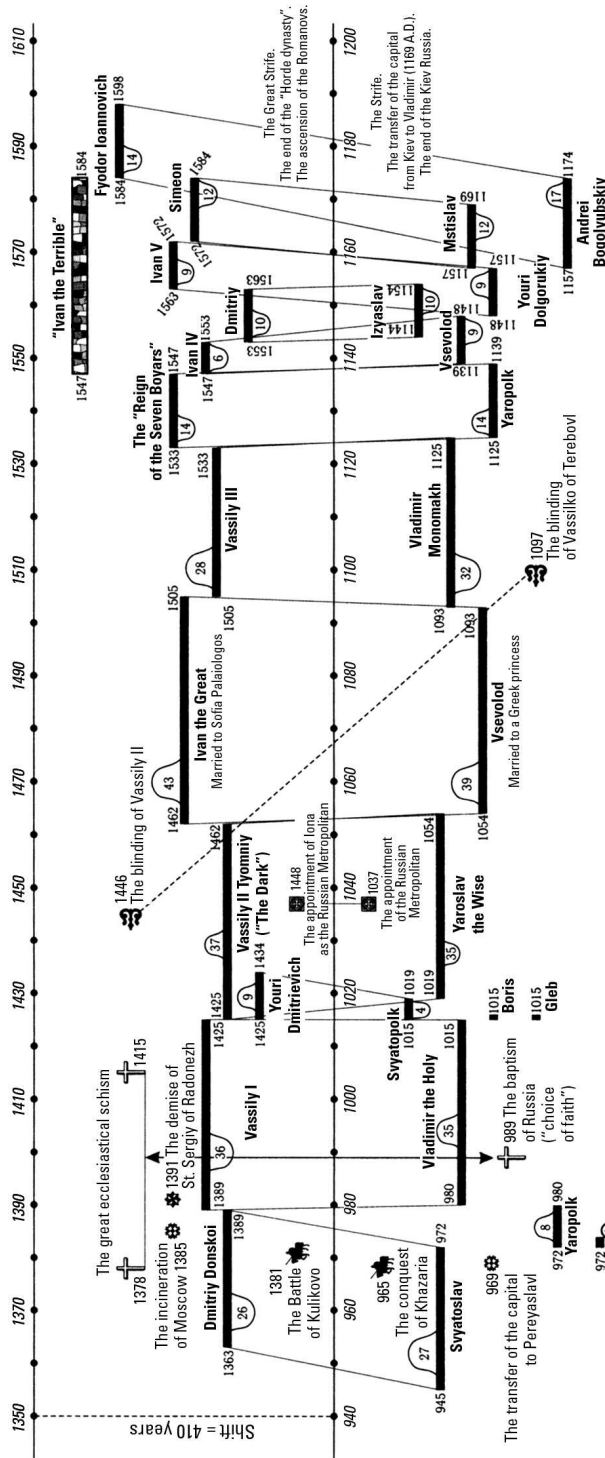 1350 1370 1390 1410 1430 1450 1470 1490 1510 1530 1550 1570 1590 1610
Shift = 410 years
The great ecclesiastical schism
1378
1415
The incineration
of Moscow 1385
1391 The demise of
St. Sergiy of Radonezh
Dmitriy Donskoi
1363
26
1389
1381
The Battle
of Kulikovo
1389
36
Vassily I
1425
1425
37
Vassily II Tyomniy
("The Dark")
1462
1425
9
1434
Youri
Dmitrievich
1446
The blinding of Vassily II
1448
The appointment of Iona
as the Russian Metropolitan
1462
43
Ivan the Great
Married to Sofia Palaiologos
1505
1505
28
Vassily III
1533
The "Reign
of the Seven Boyars"
1533
14
1547
"Ivan the Terrible"
1547
1584
Ivan IV
1547
6
1553
Dmitriy
1553
10
1563
Ivan V
1563
9
1572
Simeon
1572
12
1584
Fyodor Ioannovich
1584
14
1598
The Great Strife.
The end of the "Horde dynasty".
The ascension of the Romanovs.
The Strife.
The transfer of the capital
from Kiev to Vladimir (1169 A.D.).
The end of the Kiev Russia.
940 960 980 1000 1020 1040 1060 1080 1100 1120 1140 1160 1180 1200
965
The conquest
of Khazaria
945
27
972
Svyatoslav
969
The transfer of the capital
to Pereyaslavl
972
8
980
Yaropolk
972
Vladimir the Holy
980
35
1015
989 The baptism
of Russia
("choice
of faith")
Svyatopolk
1015
4
1019
1015
Boris
1015
Gleb
1019
35
1054
Yaroslav
the Wise
1037
The appointment
of the Russian
Metropolitan
1054
39
1093
Vsevolod
Married to a Greek princess
1097
The blinding
of Vassilko of Terebovl
Vladimir
Monomakh
1093
32
1125
1125
14
1139
Yaropolk
Vsevolod
1139
9
1148
Izyaslav
1144
10
1154
1148
9
1157
Youri
Dolgorukiy
Mstislav
1157
12
1169
1157
17
1174
Andrei
Bogolyubskiy